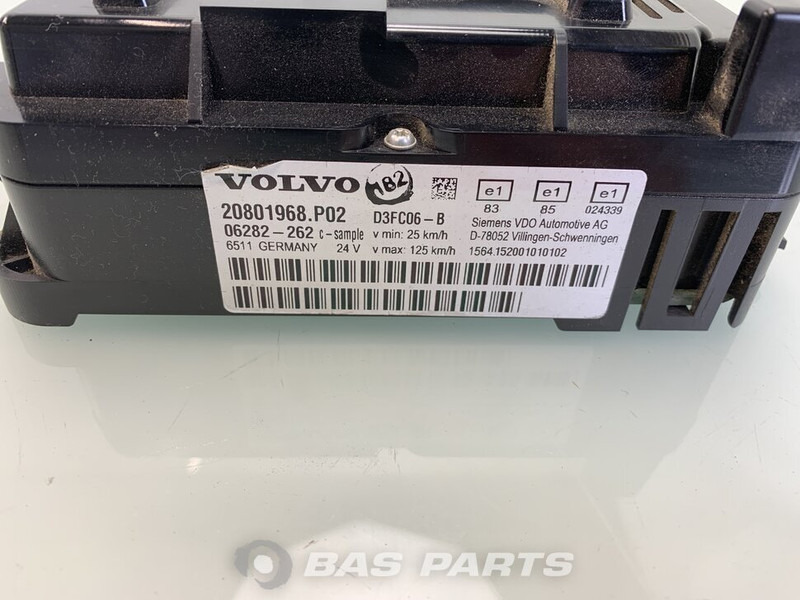 VOLVO HB2
20801968.P02 D3FC06-B
06282-262 c-sample v min: 25 km/h
6511 GERMANY 24 V v max: 125 km/h
e1 e1 e1
83 85 024339
Siemens VDO Automotive AG
D-78052 Villingen-Schwenningen
1564.152001010102
BAS PARTS